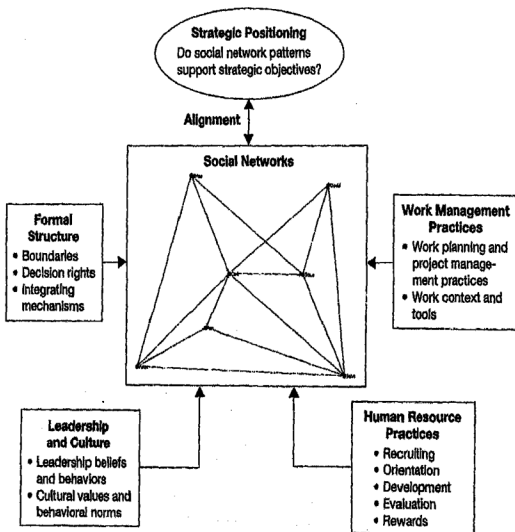 Strategic Positioning
Do social network patterns
support strategic objectives?
Alignment
Social Networks
Formal
Structure
• Boundaries
• Decision rights
• Integrating
mechanisms
Work Management
Practices
• Work planning and
project manage-
ment practices
• Work context and
tools
Leadership
and Culture
• Leadership beliefs
and behaviors
• Cultural values and
behavioral norms
Human Resource
Practices
• Recruiting
• Orientation
• Development
• Evaluation
• Rewards